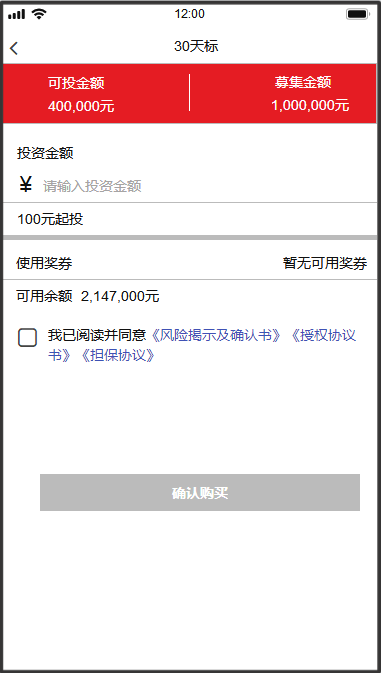 12:00
30天标
可投金额
募集金额
400,000元
1,000,000元
投资金额
¥ 请输入投资金额
100元起投
使用奖券 暂无可用奖券
可用余额 2,147,000元
我已阅读并同意《风险揭示及确认书》《授权协议
书》《担保协议》
确认购买